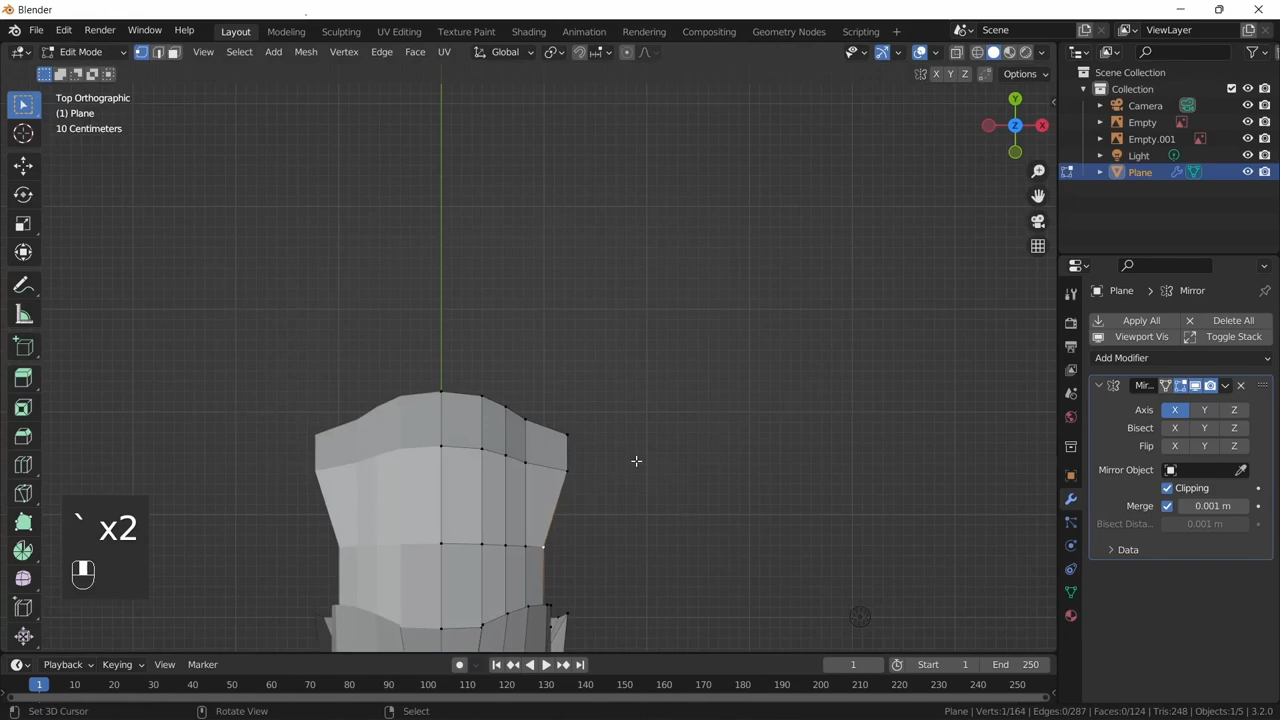 Blender
File Edit Render Window Help
Layout Modeling Sculpting UV Editing Texture Paint Shading Animation Rendering Compositing Geometry Nodes Scripting +
Scene
ViewLayer
Edit Mode View Select Add Mesh Vertex Edge Face UV Global
X Y Z Options
Top Orthographic
(1) Plane
10 Centimeters
Y
Z X
Scene Collection
Collection
Camera
Empty
Empty.001
Light
Plane
Plane > Mirror
Apply All Delete All
Viewport Vis Toggle Stack
Add Modifier
Mir...
Axis X Y Z
Bisect X Y Z
Flip X Y Z
Mirror Object
Clipping
Merge 0.001 m
Bisect Dista... 0.001 m
Data
` x2
Playback Keying View Marker 1 Start 1 End 250
1 10 20 30 40 50 60 70 80 90 100 110 120 130 140 150 160 170 180 190 200 210 220 230 240 250
Set 3D Cursor Rotate View Select Plane | Verts:1/164 | Edges:0/287 | Faces:0/124 | Tris:248 | Objects:1/5 | 3.2.0